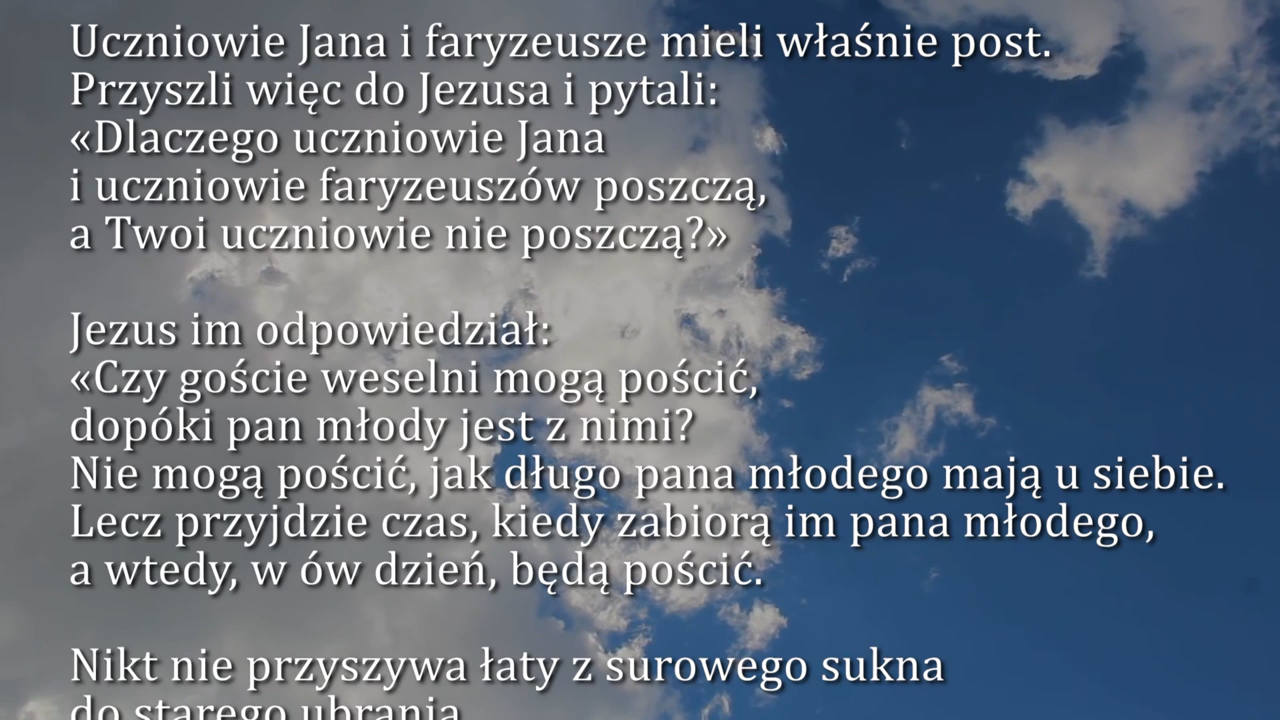 Uczniowie Jana i faryzeusze mieli właśnie post.
Przyszli więc do Jezusa i pytali:
«Dlaczego uczniowie Jana
i uczniowie faryzeuszów poszczą,
a Twoi uczniowie nie poszczą?»
Jezus im odpowiedział:
«Czy goście weselni mogą pościć,
dopóki pan młody jest z nimi?
Nie mogą pościć, jak długo pana młodego mają u siebie.
Lecz przyjdzie czas, kiedy zabiorą im pana młodego,
a wtedy, w ów dzień, będą pościć.
Nikt nie przyszywa łaty z surowego sukna
do starego ubrania